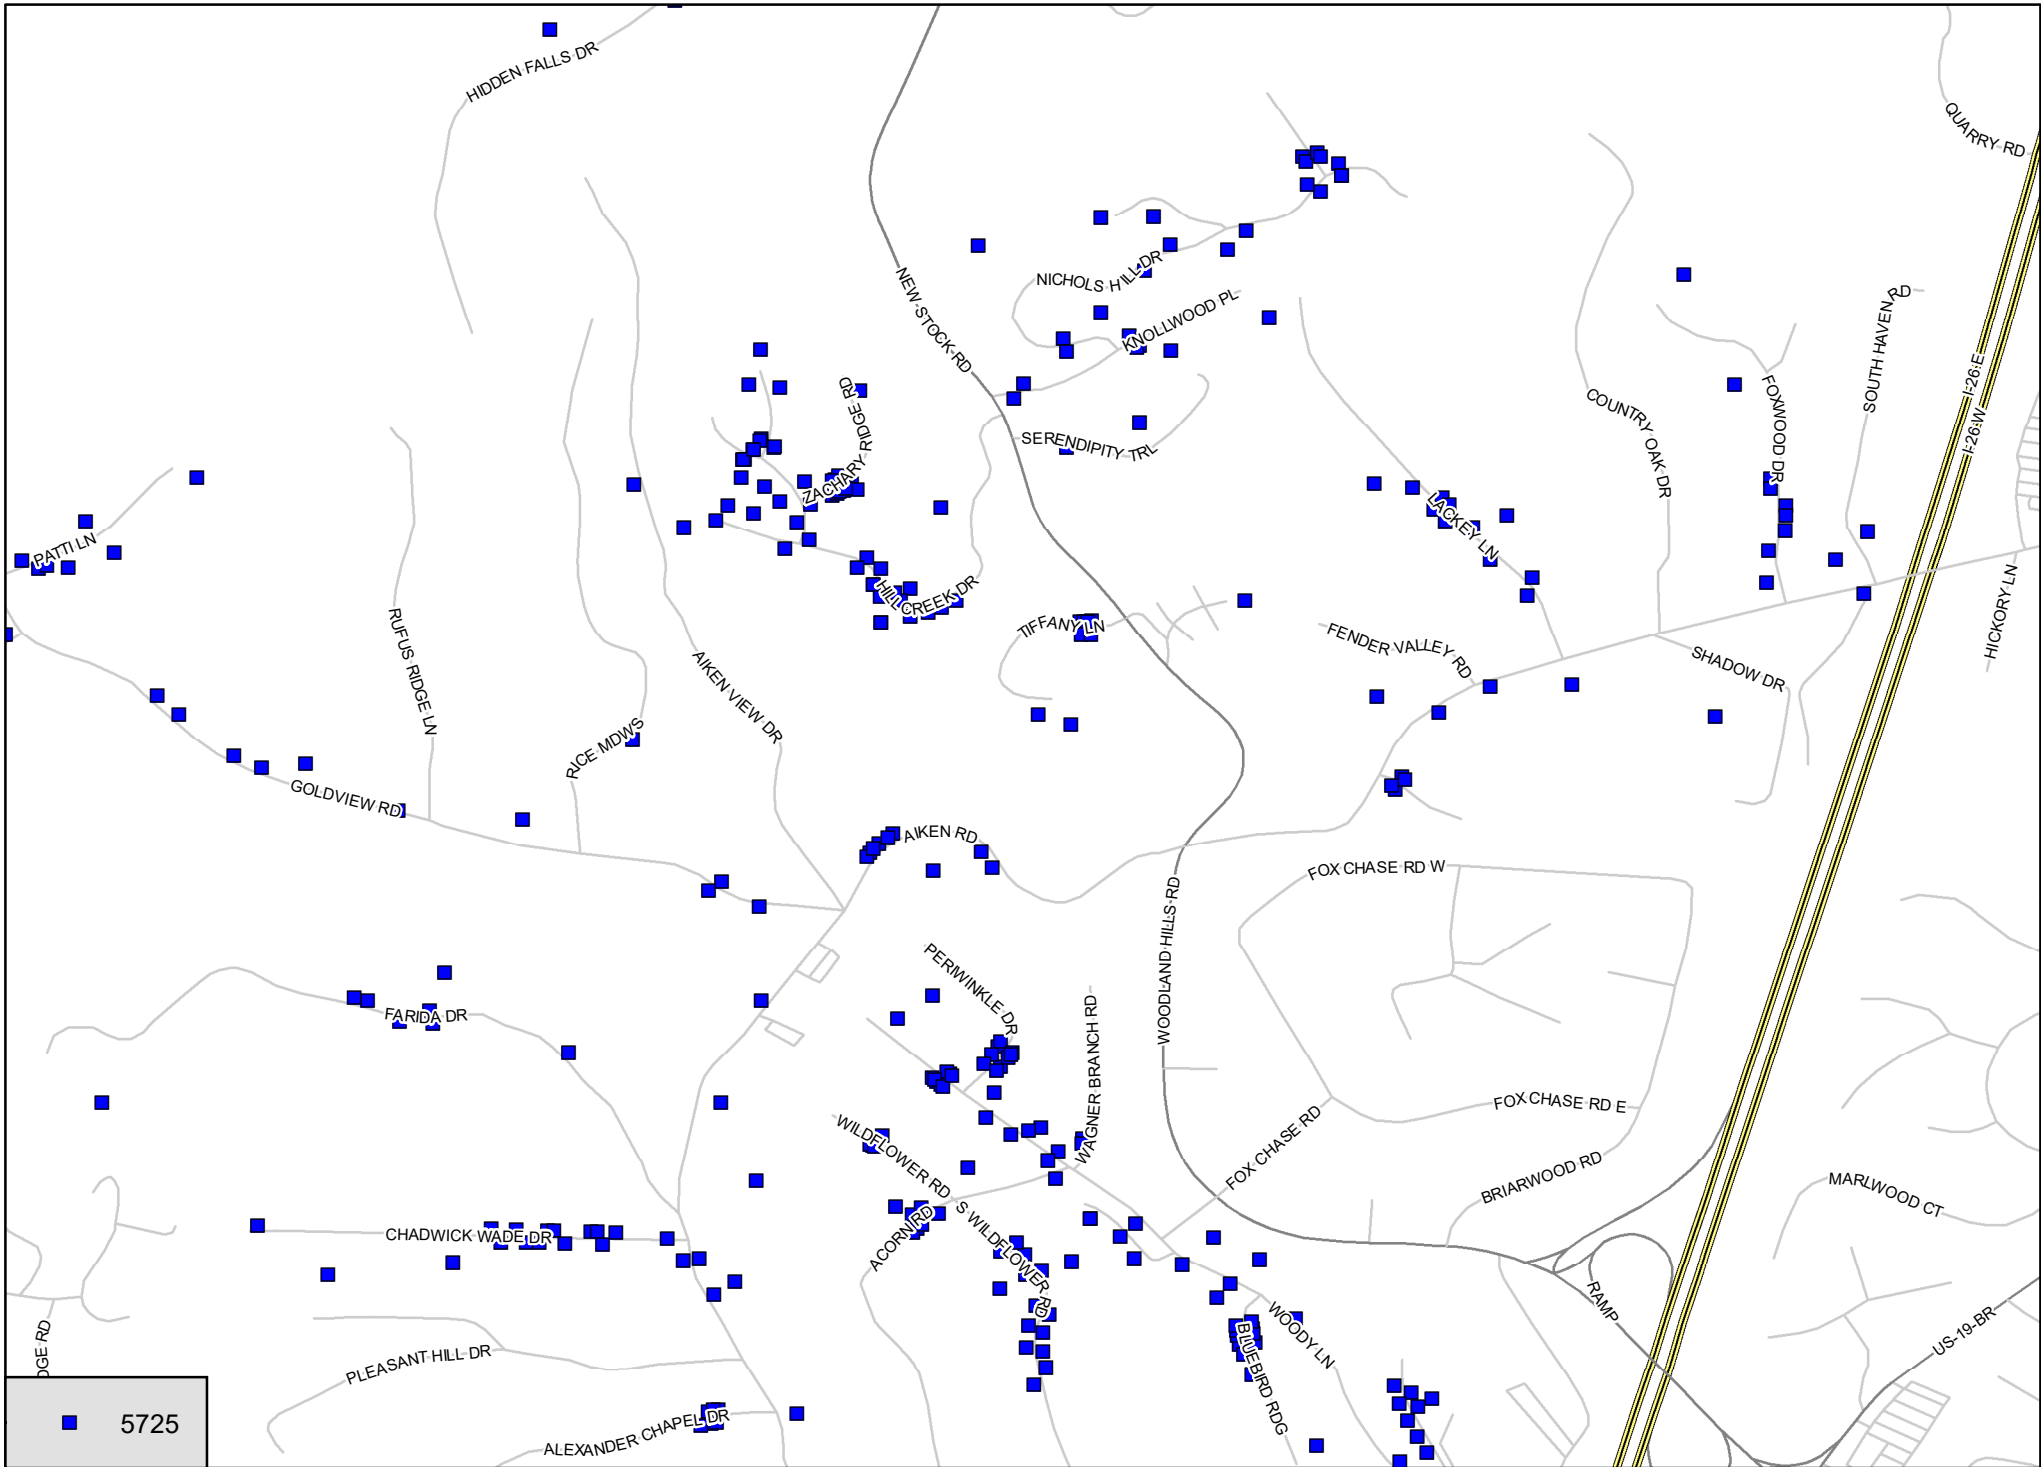 HIDDEN FALLS DR
QUARRY RD
NEW STOCK RD
NICHOLS HILL DR
KNOLLWOOD PL
SOUTH HAVEN RD
I-26 E
I-26 W
ZACHARY RIDGE RD
SERENDIPITY TRL
COUNTRY OAK DR
FOXWOOD DR
LACKEY LN
PATTI LN
HILL CREEK DR
TIFFANY LN
HICKORY LN
RUFUS RIDGE LN
AIKEN VIEW DR
FENDER VALLEY RD
SHADOW DR
RICE MDWS
GOLDVIEW RD
AIKEN RD
FOX CHASE RD W
WOODLAND HILLS RD
PERIWINKLE DR
FARIDA DR
WAGNER BRANCH RD
FOX CHASE RD E
WILDFLOWER RD
FOX CHASE RD
BRIARWOOD RD
MARLWOOD CT
CHADWICK WADE DR
ACORN RD
S WILDFLOWER RD
RAMP
US-19-BR
WOODY LN
BLUEBIRD RDG
DGE RD
PLEASANT HILL DR
ALEXANDER CHAPEL DR
5725